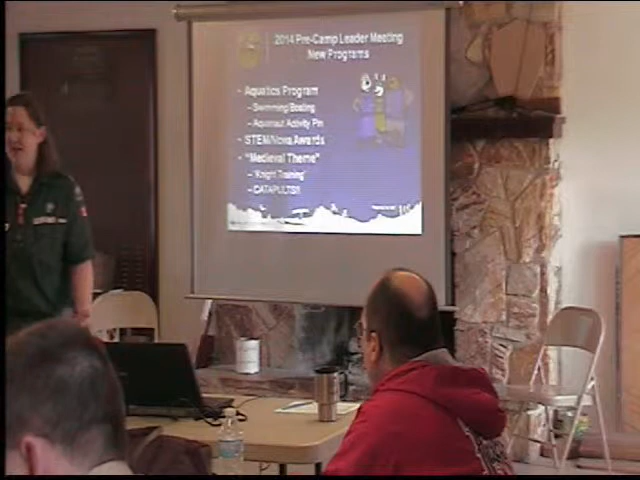 2014 Pre-Camp Leader Meeting
New Programs
- Aquatics Program
– Swimming/Boating
– Aquanaut Activity Pin
- STEM/Nova Awards
- "Medieval Theme"
– "Knight Training"
– CATAPULTS!!